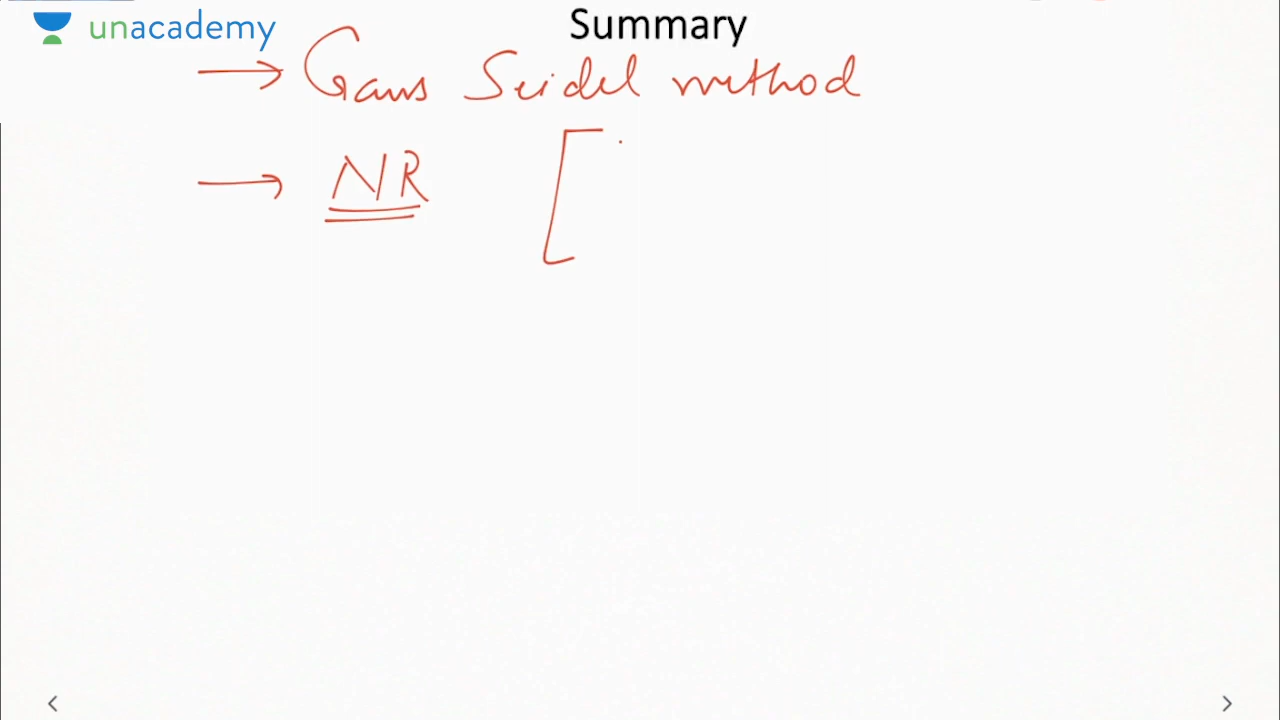 unacademy
Summary
→ Gauss Seidel method
→ NR [